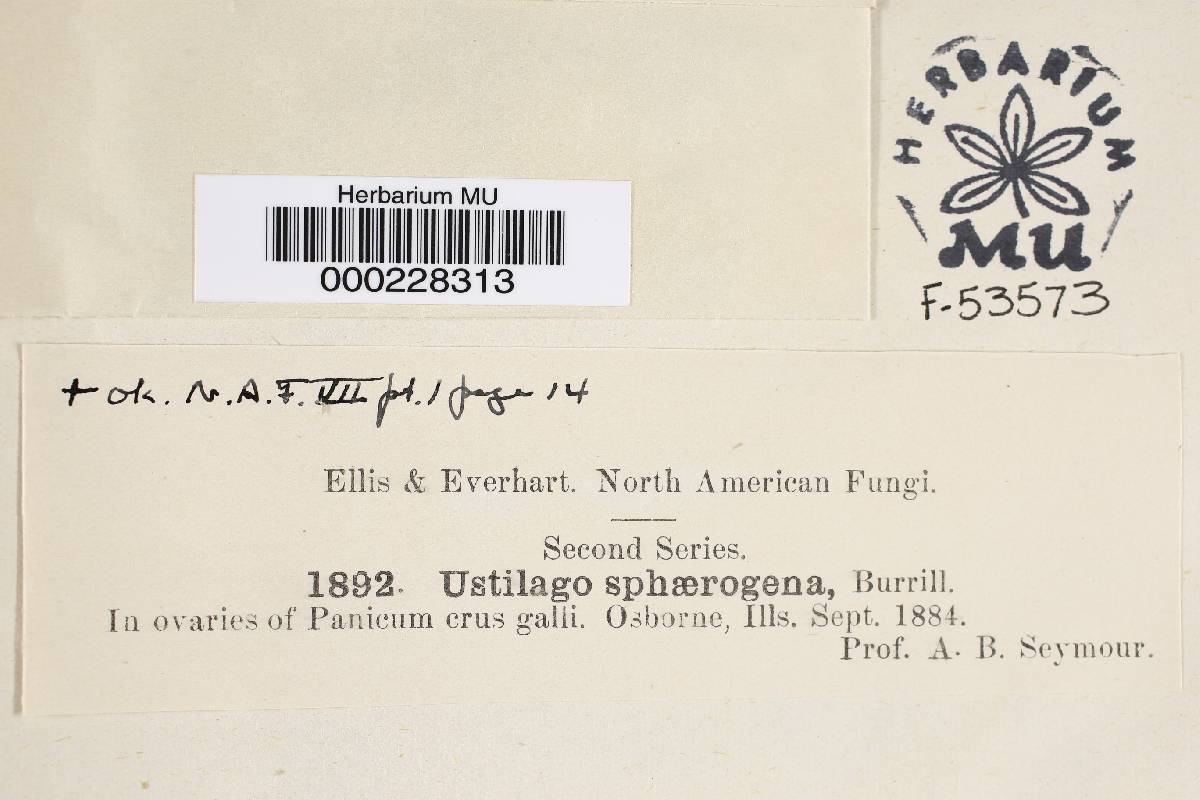 Herbarium MU
000228313
HERBARIUM
MU
F-53573
+ ok. N.A.F. VII pt. 1 page 14
Ellis & Everhart. North American Fungi.
Second Series.
1892. Ustilago sphærogena, Burrill.
In ovaries of Panicum crus galli. Osborne, Ills. Sept. 1884.
Prof. A. B. Seymour.